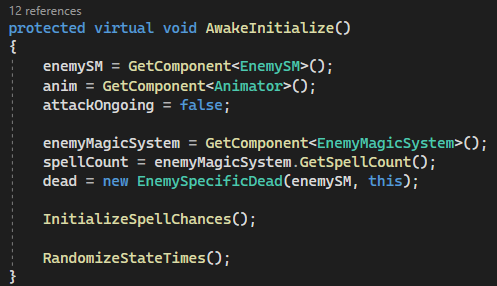 12 references
protected virtual void AwakeInitialize()
{
enemySM = GetComponent<EnemySM>();
anim = GetComponent<Animator>();
attackOngoing = false;
enemyMagicSystem = GetComponent<EnemyMagicSystem>();
spellCount = enemyMagicSystem.GetSpellCount();
dead = new EnemySpecificDead(enemySM, this);
InitializeSpellChances();
RandomizeStateTimes();
}